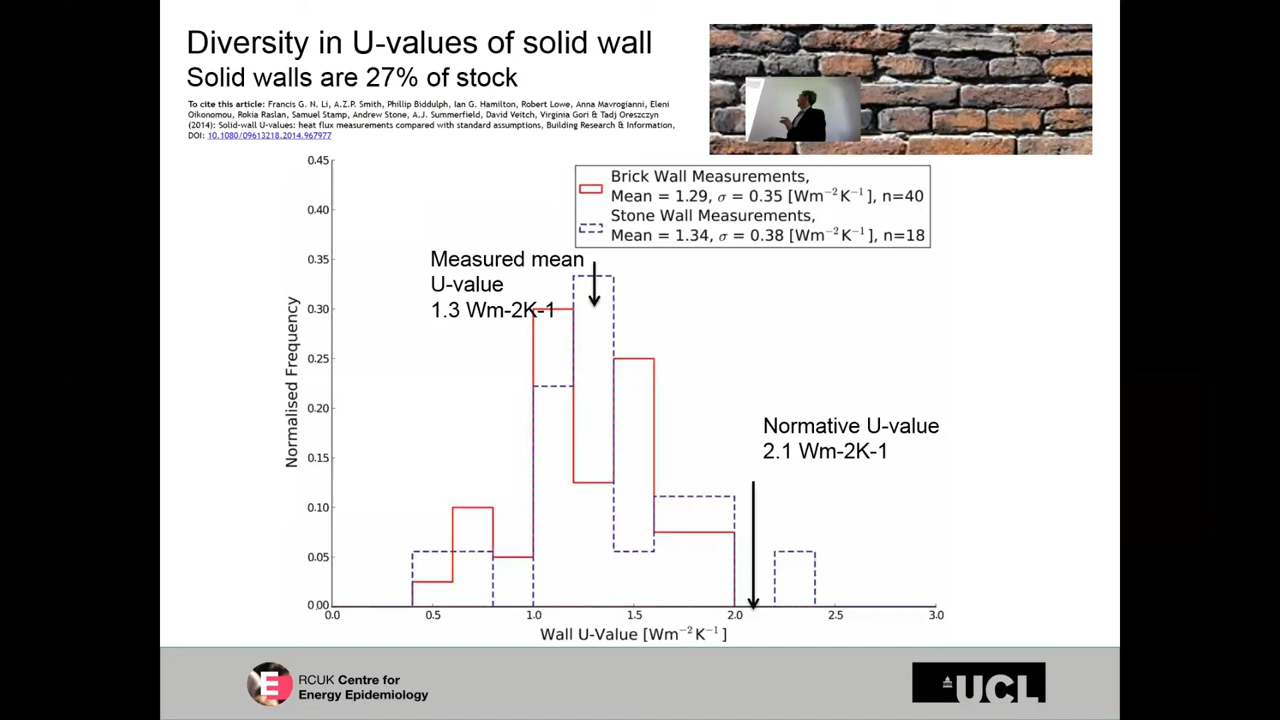 Diversity in U-values of solid wall
Solid walls are 27% of stock
To cite this article: Francis G. N. Li, A.Z.P. Smith, Phillip Biddulph, Ian G. Hamilton, Robert Lowe, Anna Mavrogianni, Eleni
Oikonomou, Rokia Raslan, Samuel Stamp, Andrew Stone, A.J. Summerfield, David Veitch, Virginia Gori & Tadj Oreszczyn
(2014): Solid-wall U-values: heat flux measurements compared with standard assumptions, Building Research & Information,
DOI: 10.1080/09613218.2014.967977
Brick Wall Measurements,
Mean = 1.29, σ = 0.35 [Wm⁻²K⁻¹], n=40
Stone Wall Measurements,
Mean = 1.34, σ = 0.38 [Wm⁻²K⁻¹], n=18
Measured mean
U-value
1.3 Wm-2K-1
Normative U-value
2.1 Wm-2K-1
Normalised Frequency
0.45
0.40
0.35
0.30
0.25
0.20
0.15
0.10
0.05
0.00
0.0 0.5 1.0 1.5 2.0 2.5 3.0
Wall U-Value [Wm⁻²K⁻¹]
E
RCUK Centre for
Energy Epidemiology
UCL